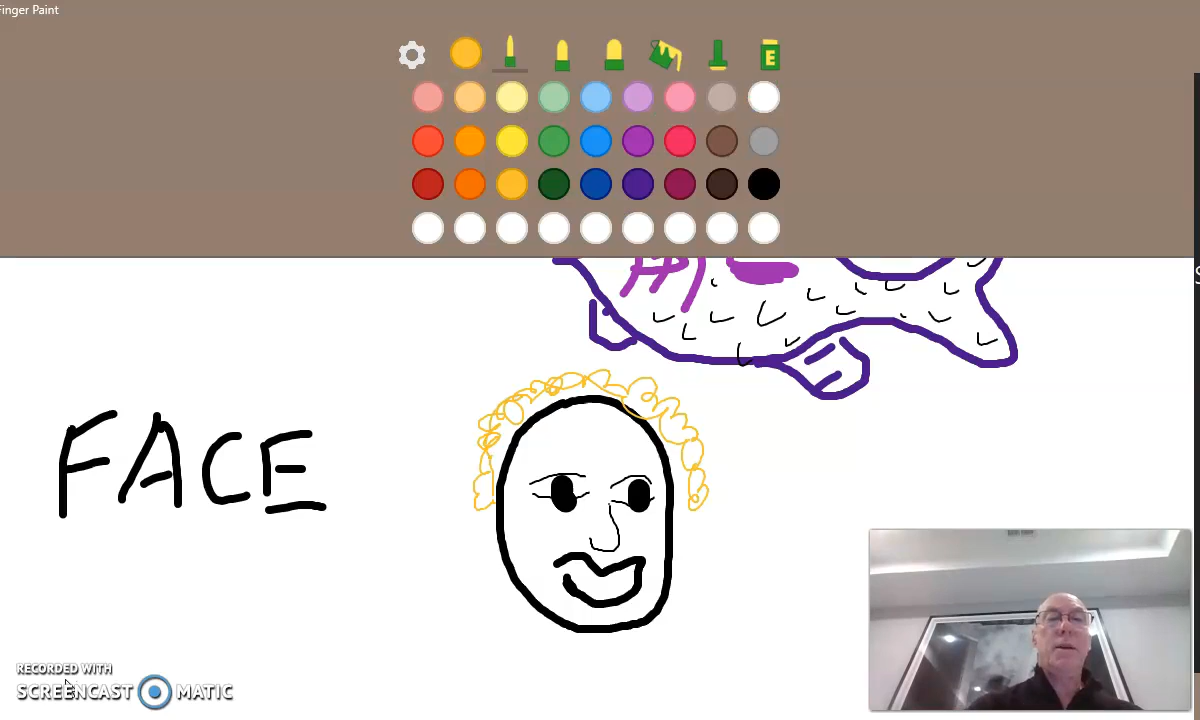 Finger Paint
E
FACE
RECORDED WITH
SCREENCAST MATIC